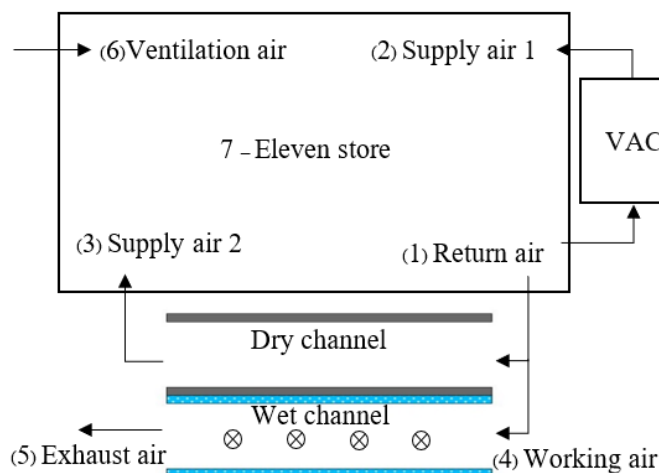 (6) Ventilation air
(2) Supply air 1
VAC
7 – Eleven store
(3) Supply air 2
(1) Return air
Dry channel
Wet channel
(5) Exhaust air
(4) Working air